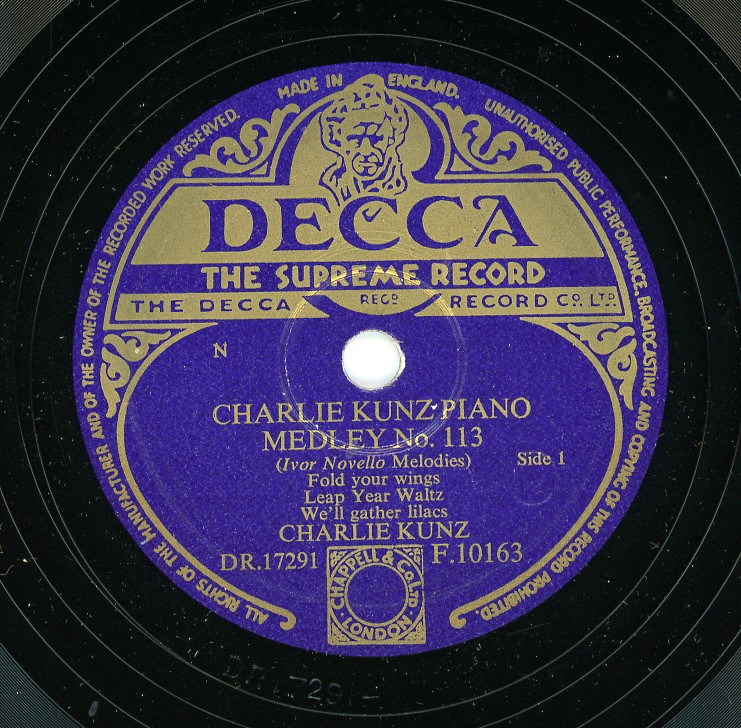 ALL RIGHTS OF THE MANUFACTURER AND OF THE OWNER OF THE RECORDED WORK RESERVED.
MADE IN ENGLAND.
UNAUTHORISED PUBLIC PERFORMANCE, BROADCASTING AND COPYING OF THIS RECORD PROHIBITED.
DECCA
THE SUPREME RECORD
THE DECCA REGD RECORD CO. LTD
N
CHARLIE KUNZ PIANO
MEDLEY No. 113
(Ivor Novello Melodies) Side 1
Fold your wings
Leap Year Waltz
We'll gather lilacs
CHARLIE KUNZ
DR.17291 F.10163
CHAPPELL & CO. LTD
LONDON
DR17291-